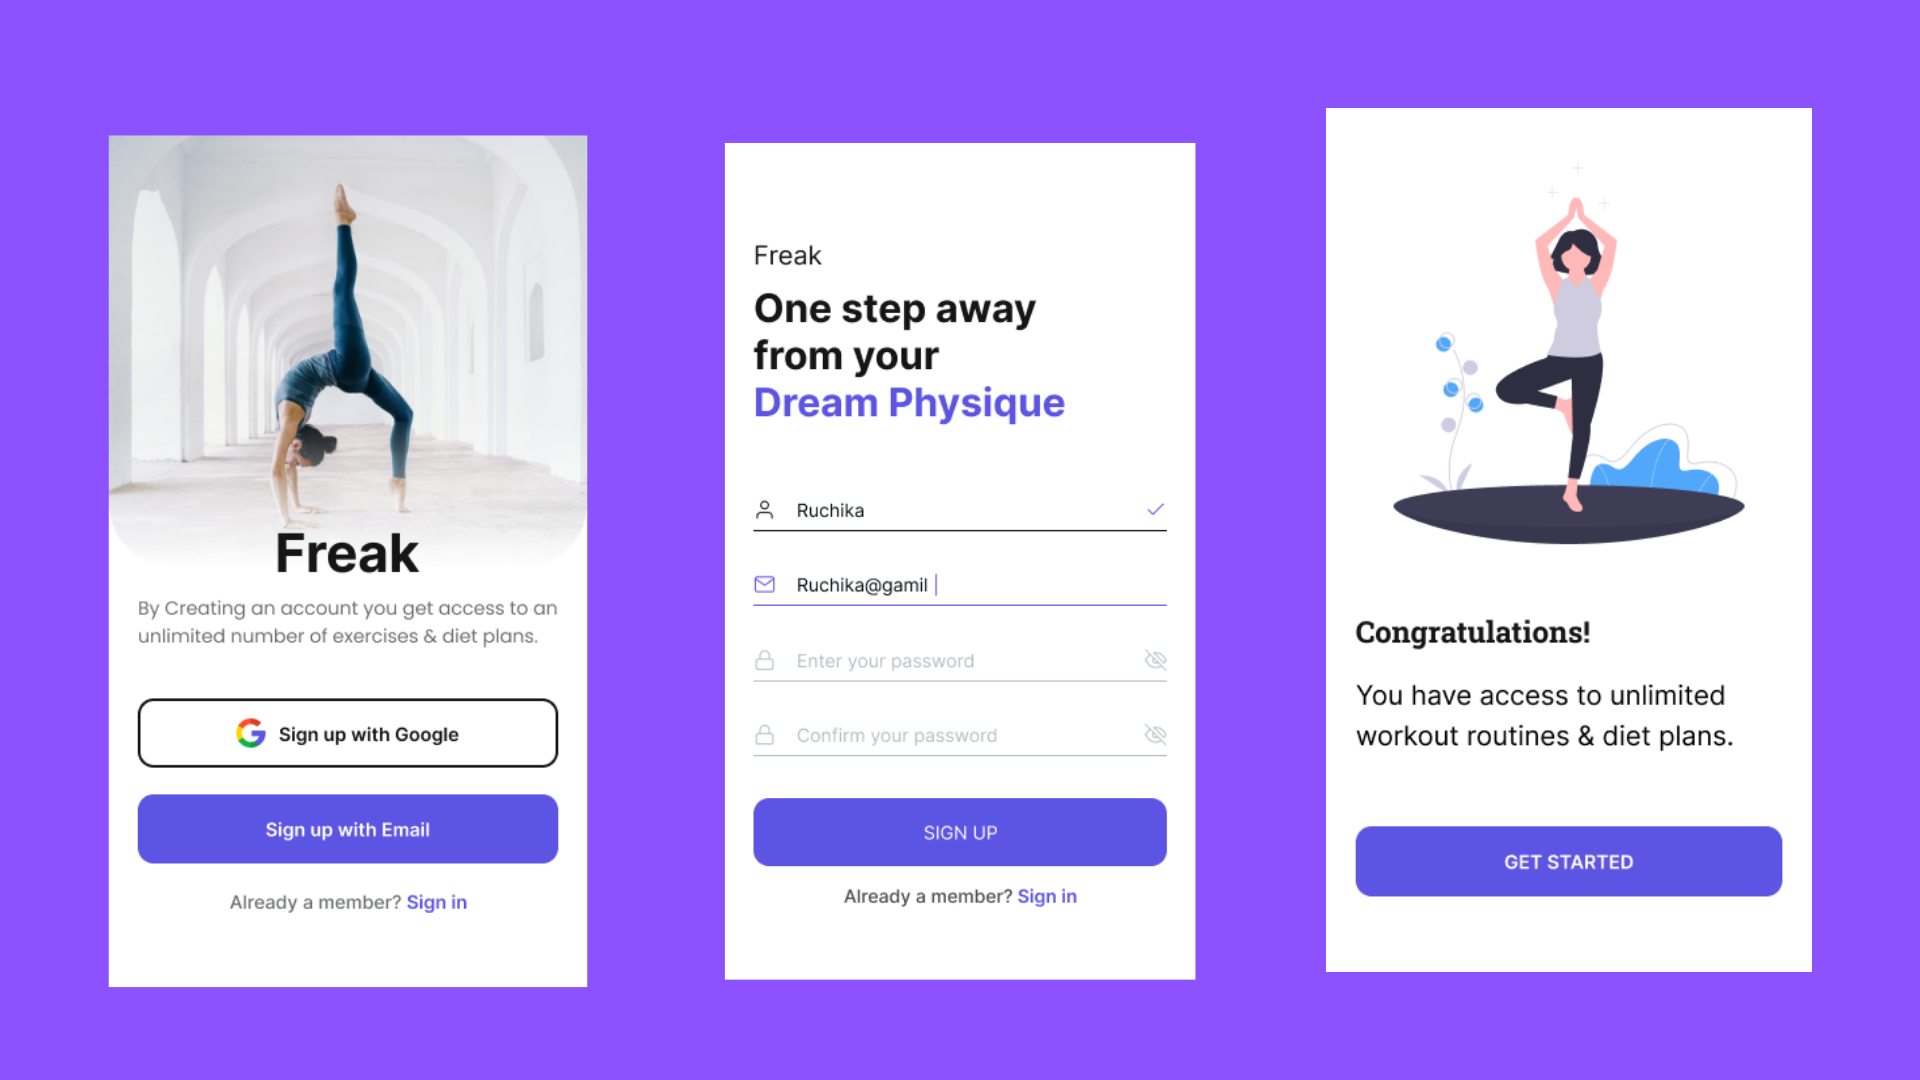 Freak
By Creating an account you get access to an
unlimited number of exercises & diet plans.
Sign up with Google
Sign up with Email
Already a member? Sign in
Freak
One step away
from your
Dream Physique
Ruchika
Ruchika@gamil
Enter your password
Confirm your password
SIGN UP
Already a member? Sign in
Congratulations!
You have access to unlimited
workout routines & diet plans.
GET STARTED